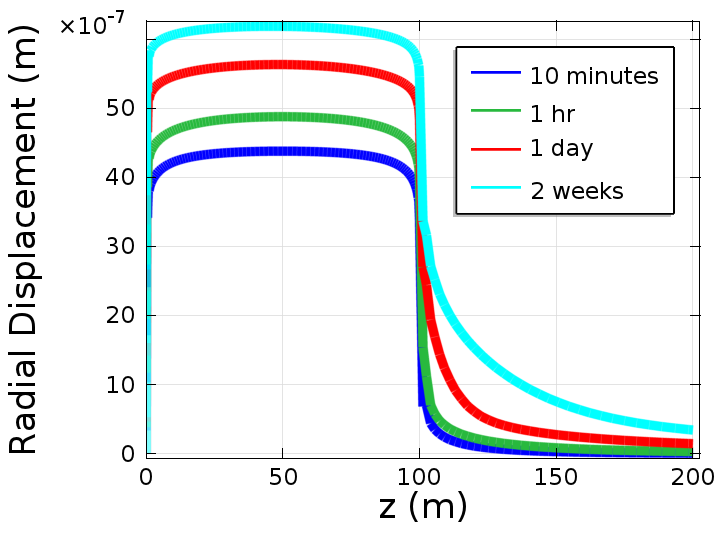 ×10⁻⁷
Radial Displacement (m)
50
40
30
20
10
0
10 minutes
1 hr
1 day
2 weeks
0 50 100 150 200
z (m)